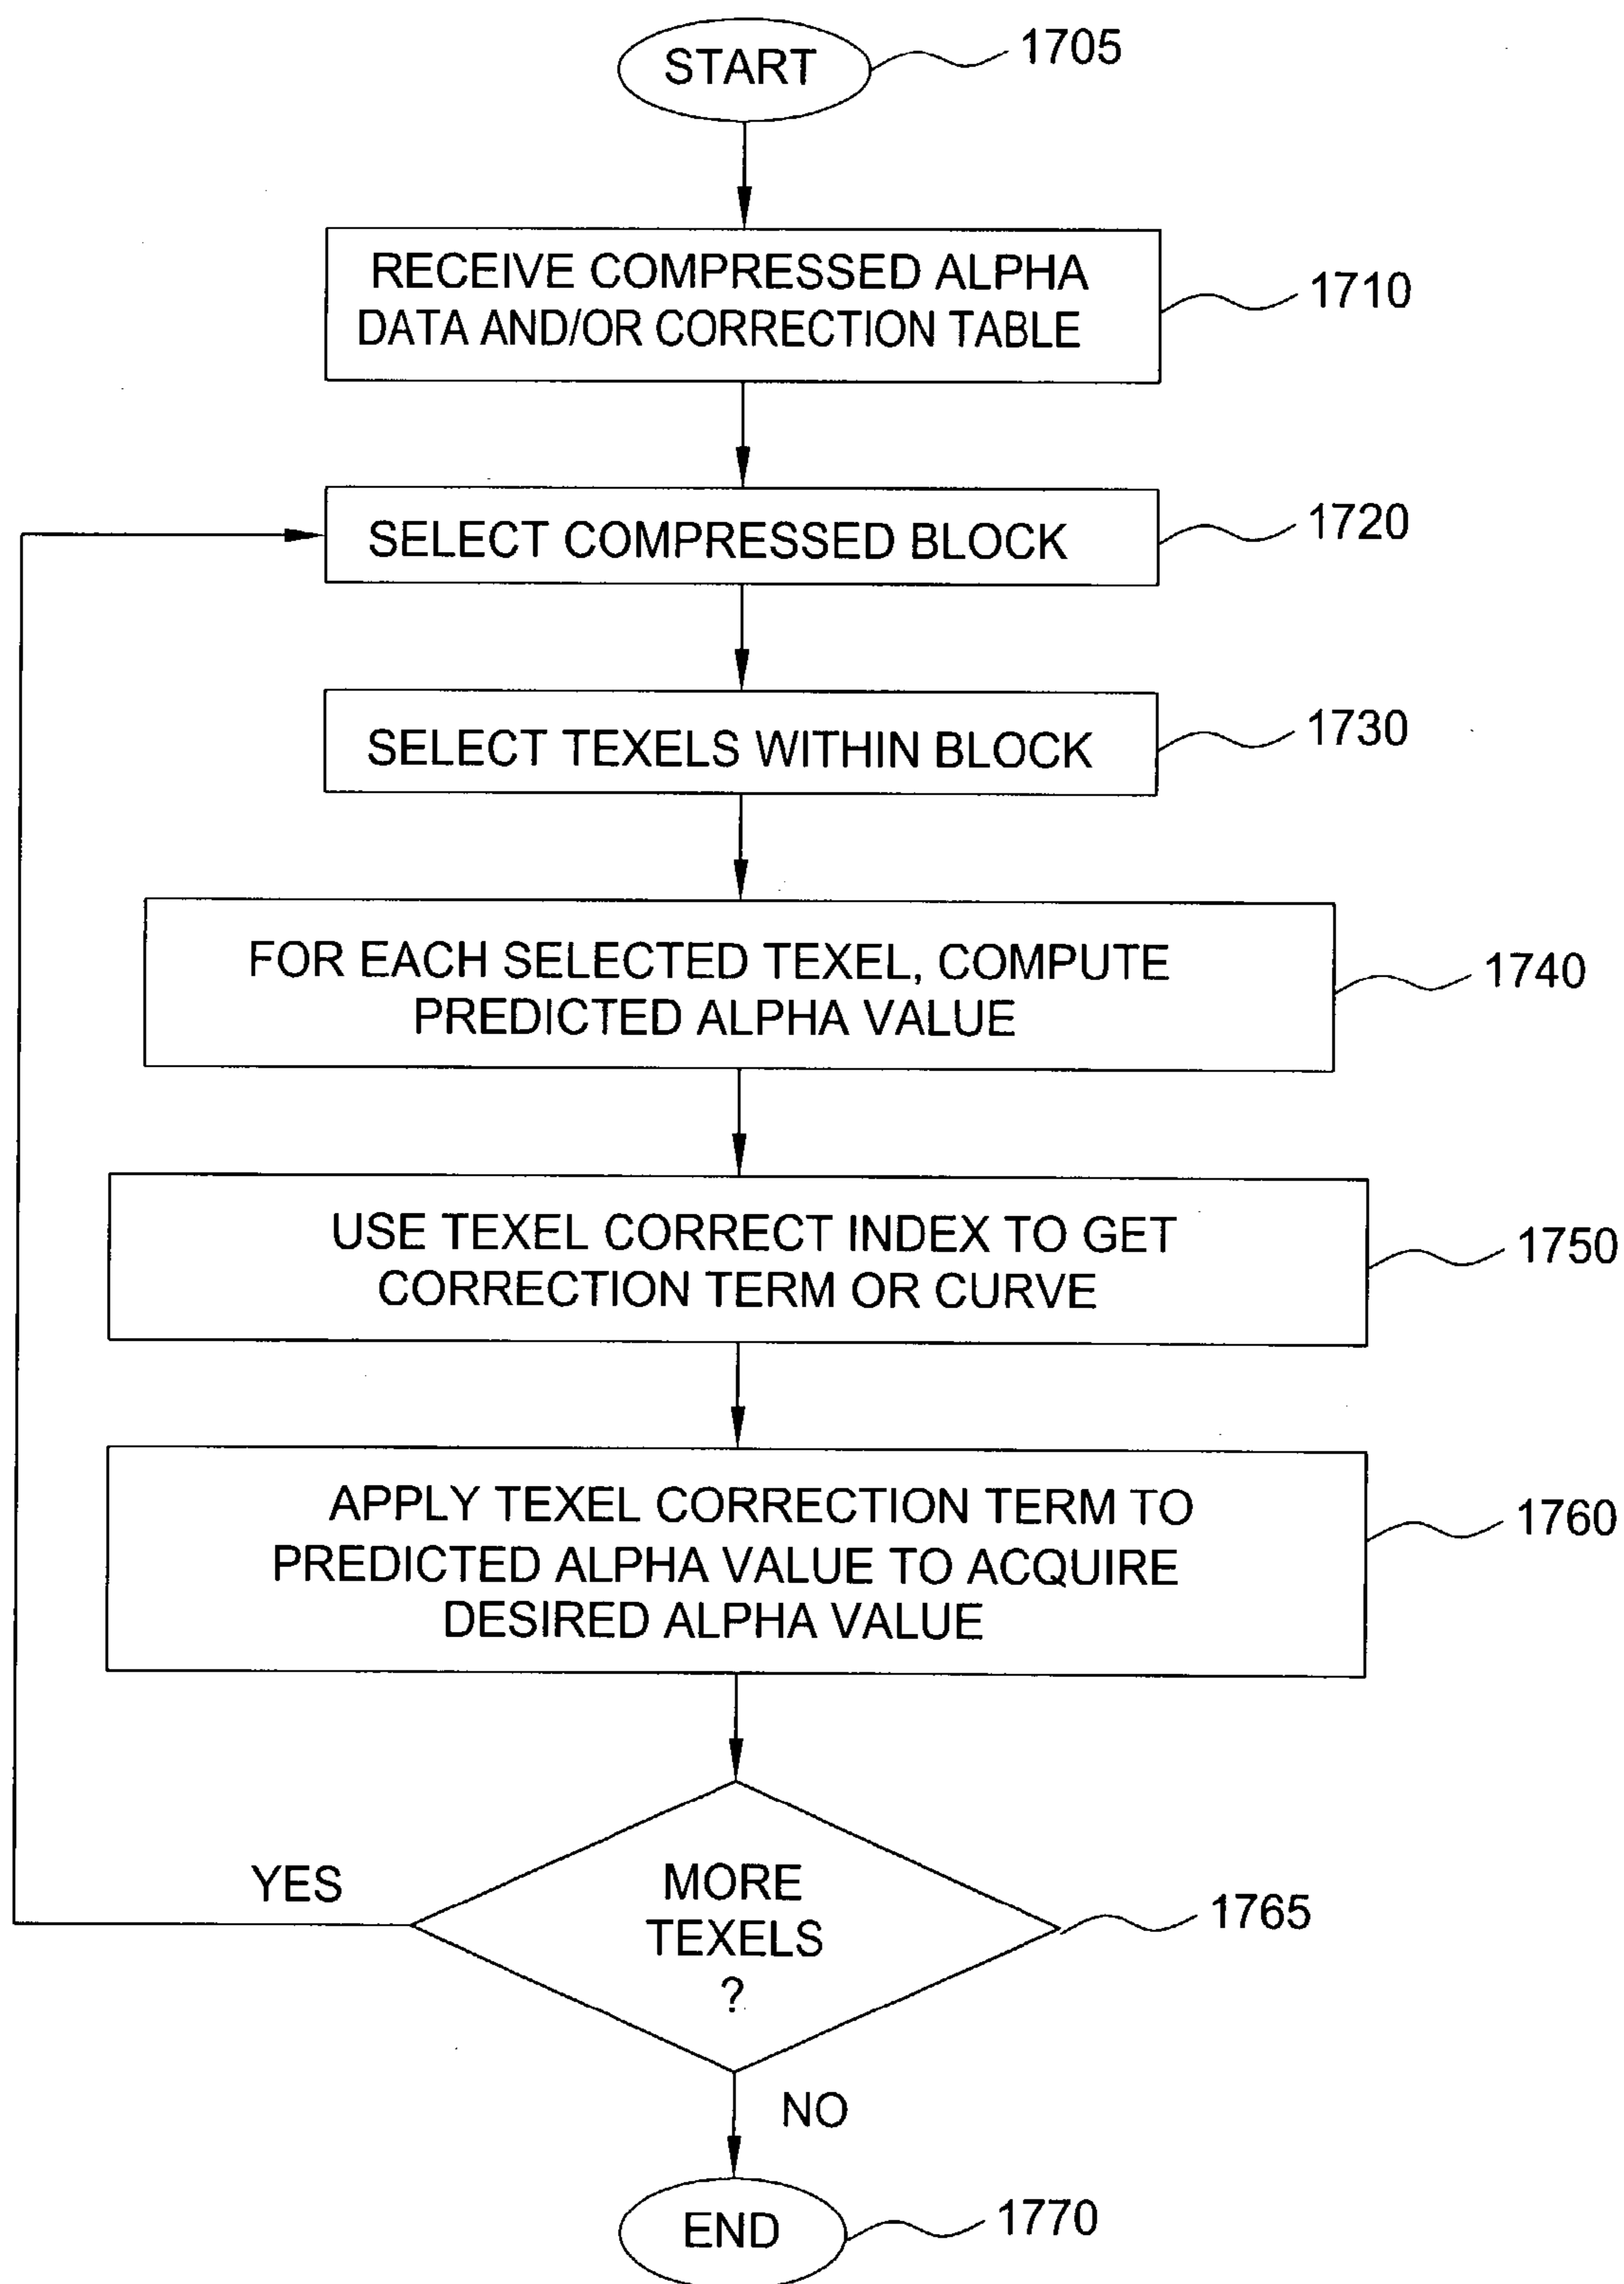 START
1705
RECEIVE COMPRESSED ALPHA
DATA AND/OR CORRECTION TABLE
1710
SELECT COMPRESSED BLOCK
1720
SELECT TEXELS WITHIN BLOCK
1730
FOR EACH SELECTED TEXEL, COMPUTE
PREDICTED ALPHA VALUE
1740
USE TEXEL CORRECT INDEX TO GET
CORRECTION TERM OR CURVE
1750
APPLY TEXEL CORRECTION TERM TO
PREDICTED ALPHA VALUE TO ACQUIRE
DESIRED ALPHA VALUE
1760
YES
MORE
TEXELS
?
1765
NO
END
1770